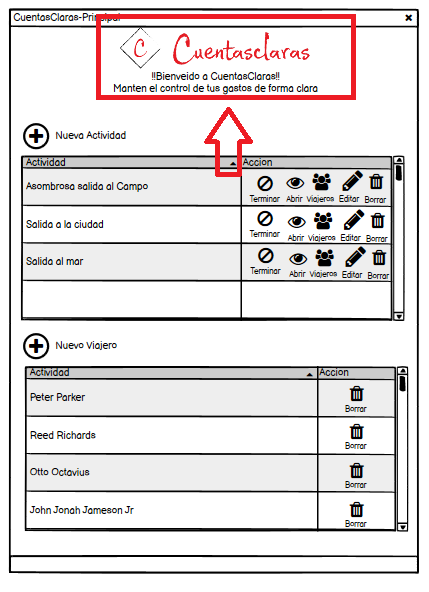 CuentasClaras-Principal
C Cuentasclaras
!!Bienveido a CuentasClaras!!
Manten el control de tus gastos de forma clara
Nueva Actividad
Actividad Accion
Asombrosa salida al Campo Terminar Abrir Viajeros Editar Borrar
Salida a la ciudad Terminar Abrir Viajeros Editar Borrar
Salida al mar Terminar Abrir Viajeros Editar Borrar
Nuevo Viajero
Actividad Accion
Peter Parker Borrar
Reed Richards Borrar
Otto Octavius Borrar
John Jonah Jameson Jr Borrar